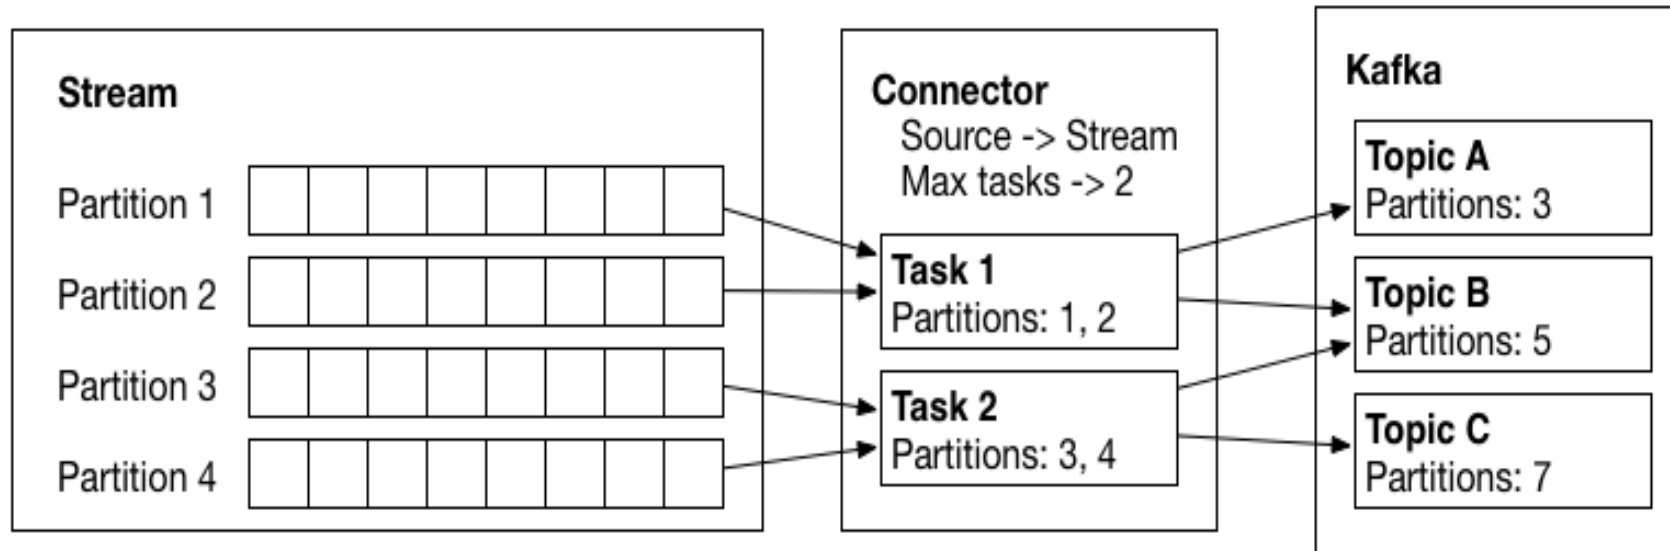 Stream
Partition 1
Partition 2
Partition 3
Partition 4
Connector
Source -> Stream
Max tasks -> 2
Task 1
Partitions: 1, 2
Task 2
Partitions: 3, 4
Kafka
Topic A
Partitions: 3
Topic B
Partitions: 5
Topic C
Partitions: 7